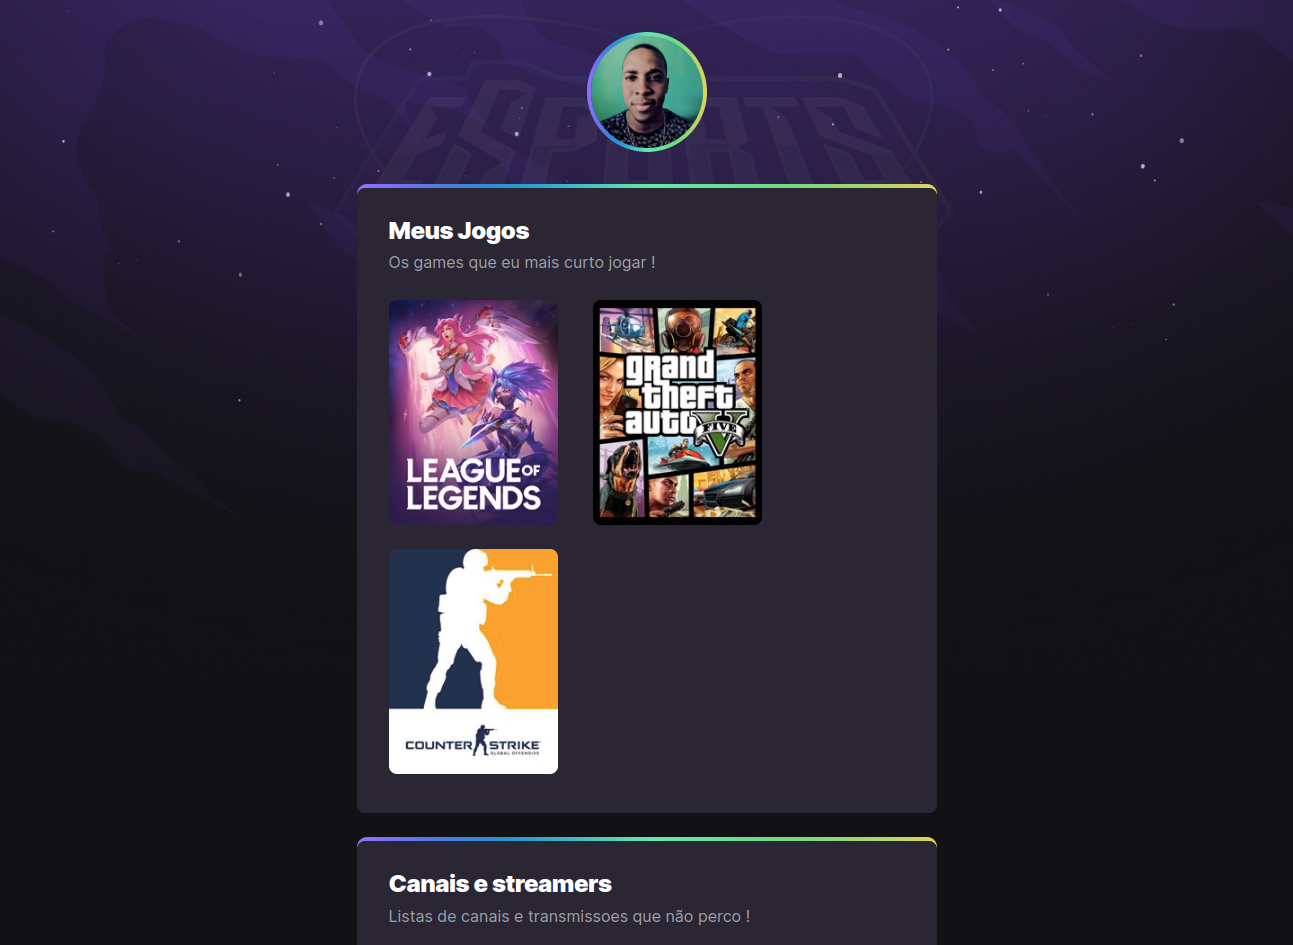 ESPORTS
Meus Jogos
Os games que eu mais curto jogar !
LEAGUE OF
LEGENDS
grand
theft
auto
FIVE
V
COUNTER STRIKE
GLOBAL OFFENSIVE
Canais e streamers
Listas de canais e transmissoes que não perco !